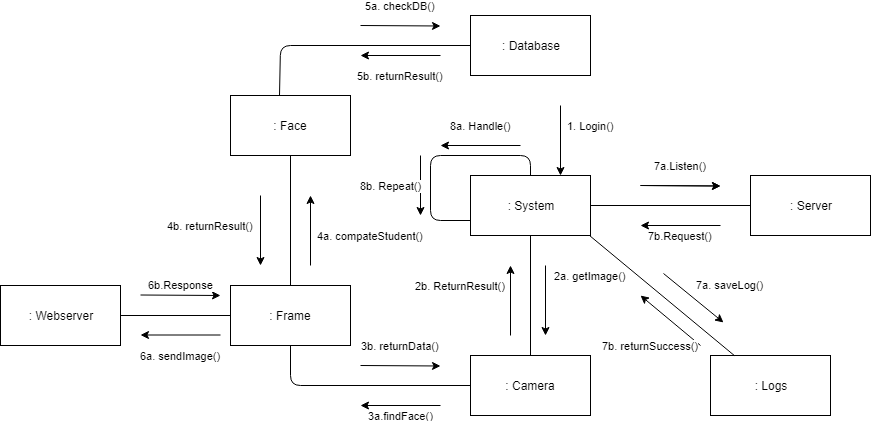 5a. checkDB()
: Database
5b. returnResult()
: Face
8a. Handle()
1. Login()
7a.Listen()
8b. Repeat()
: System
: Server
4b. returnResult()
4a. compateStudent()
7b.Request()
6b.Response
2b. ReturnResult()
2a. getImage()
7a. saveLog()
: Webserver
: Frame
6a. sendImage()
3b. returnData()
7b. returnSuccess()`
: Camera
: Logs
3a.findFace()